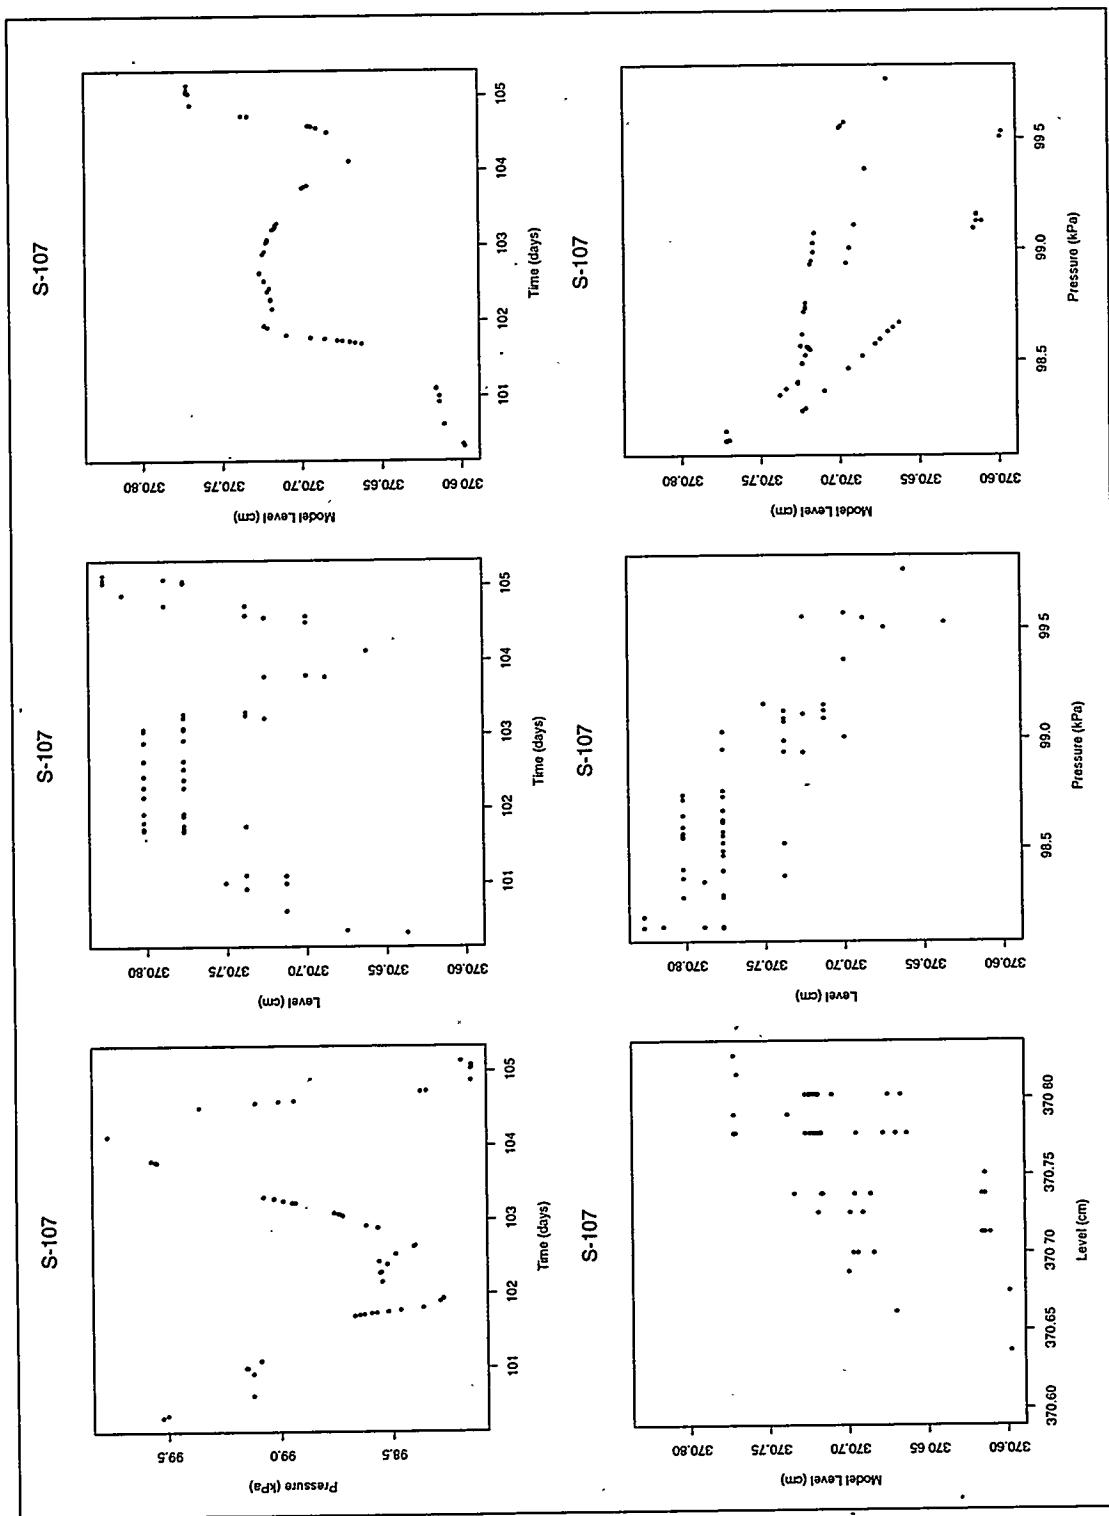 S-107
Pressure (kPa)
99.5
99.0
98.5
101 102 103 104 105
Time (days)
S-107
Level (cm)
370.80
370.75
370.70
370.65
370.60
101 102 103 104 105
Time (days)
S-107
Model Level (cm)
370.80
370.75
370.70
370.65
370.60
101 102 103 104 105
Time (days)
S-107
Model Level (cm)
370.80
370.75
370.70
370.65
370.60
370.60 370.65 370.70 370.75 370.80
Level (cm)
S-107
Level (cm)
370.80
370.75
370.70
370.65
370.60
98.5 99.0 99.5
Pressure (kPa)
S-107
Model Level (cm)
370.80
370.75
370.70
370.65
370.60
98.5 99.0 99.5
Pressure (kPa)